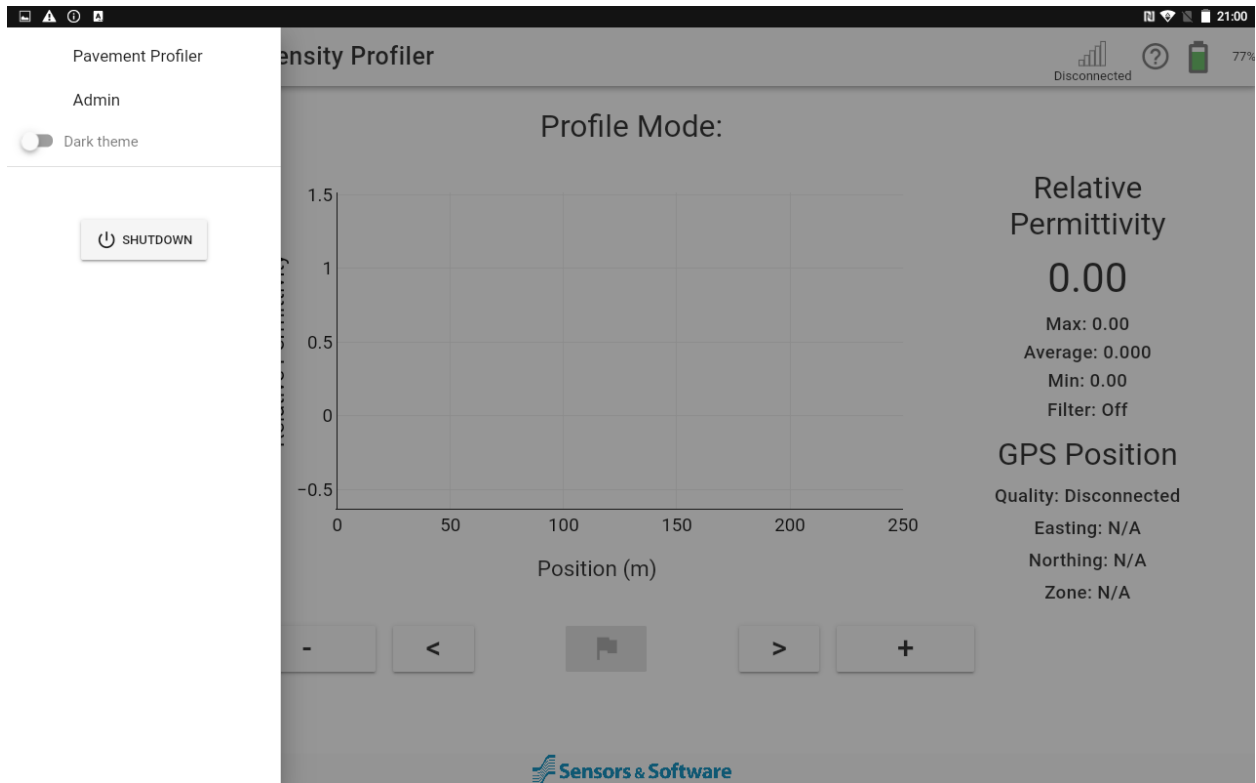 21:00
Pavement Profiler
Admin
Dark theme
SHUTDOWN
ensity Profiler
Disconnected
?
77%
Profile Mode:
1.5
1
0.5
0
−0.5
0 50 100 150 200 250
Position (m)
Relative
Permittivity
0.00
Max: 0.00
Average: 0.000
Min: 0.00
Filter: Off
GPS Position
Quality: Disconnected
Easting: N/A
Northing: N/A
Zone: N/A
- < > +
Sensors & Software